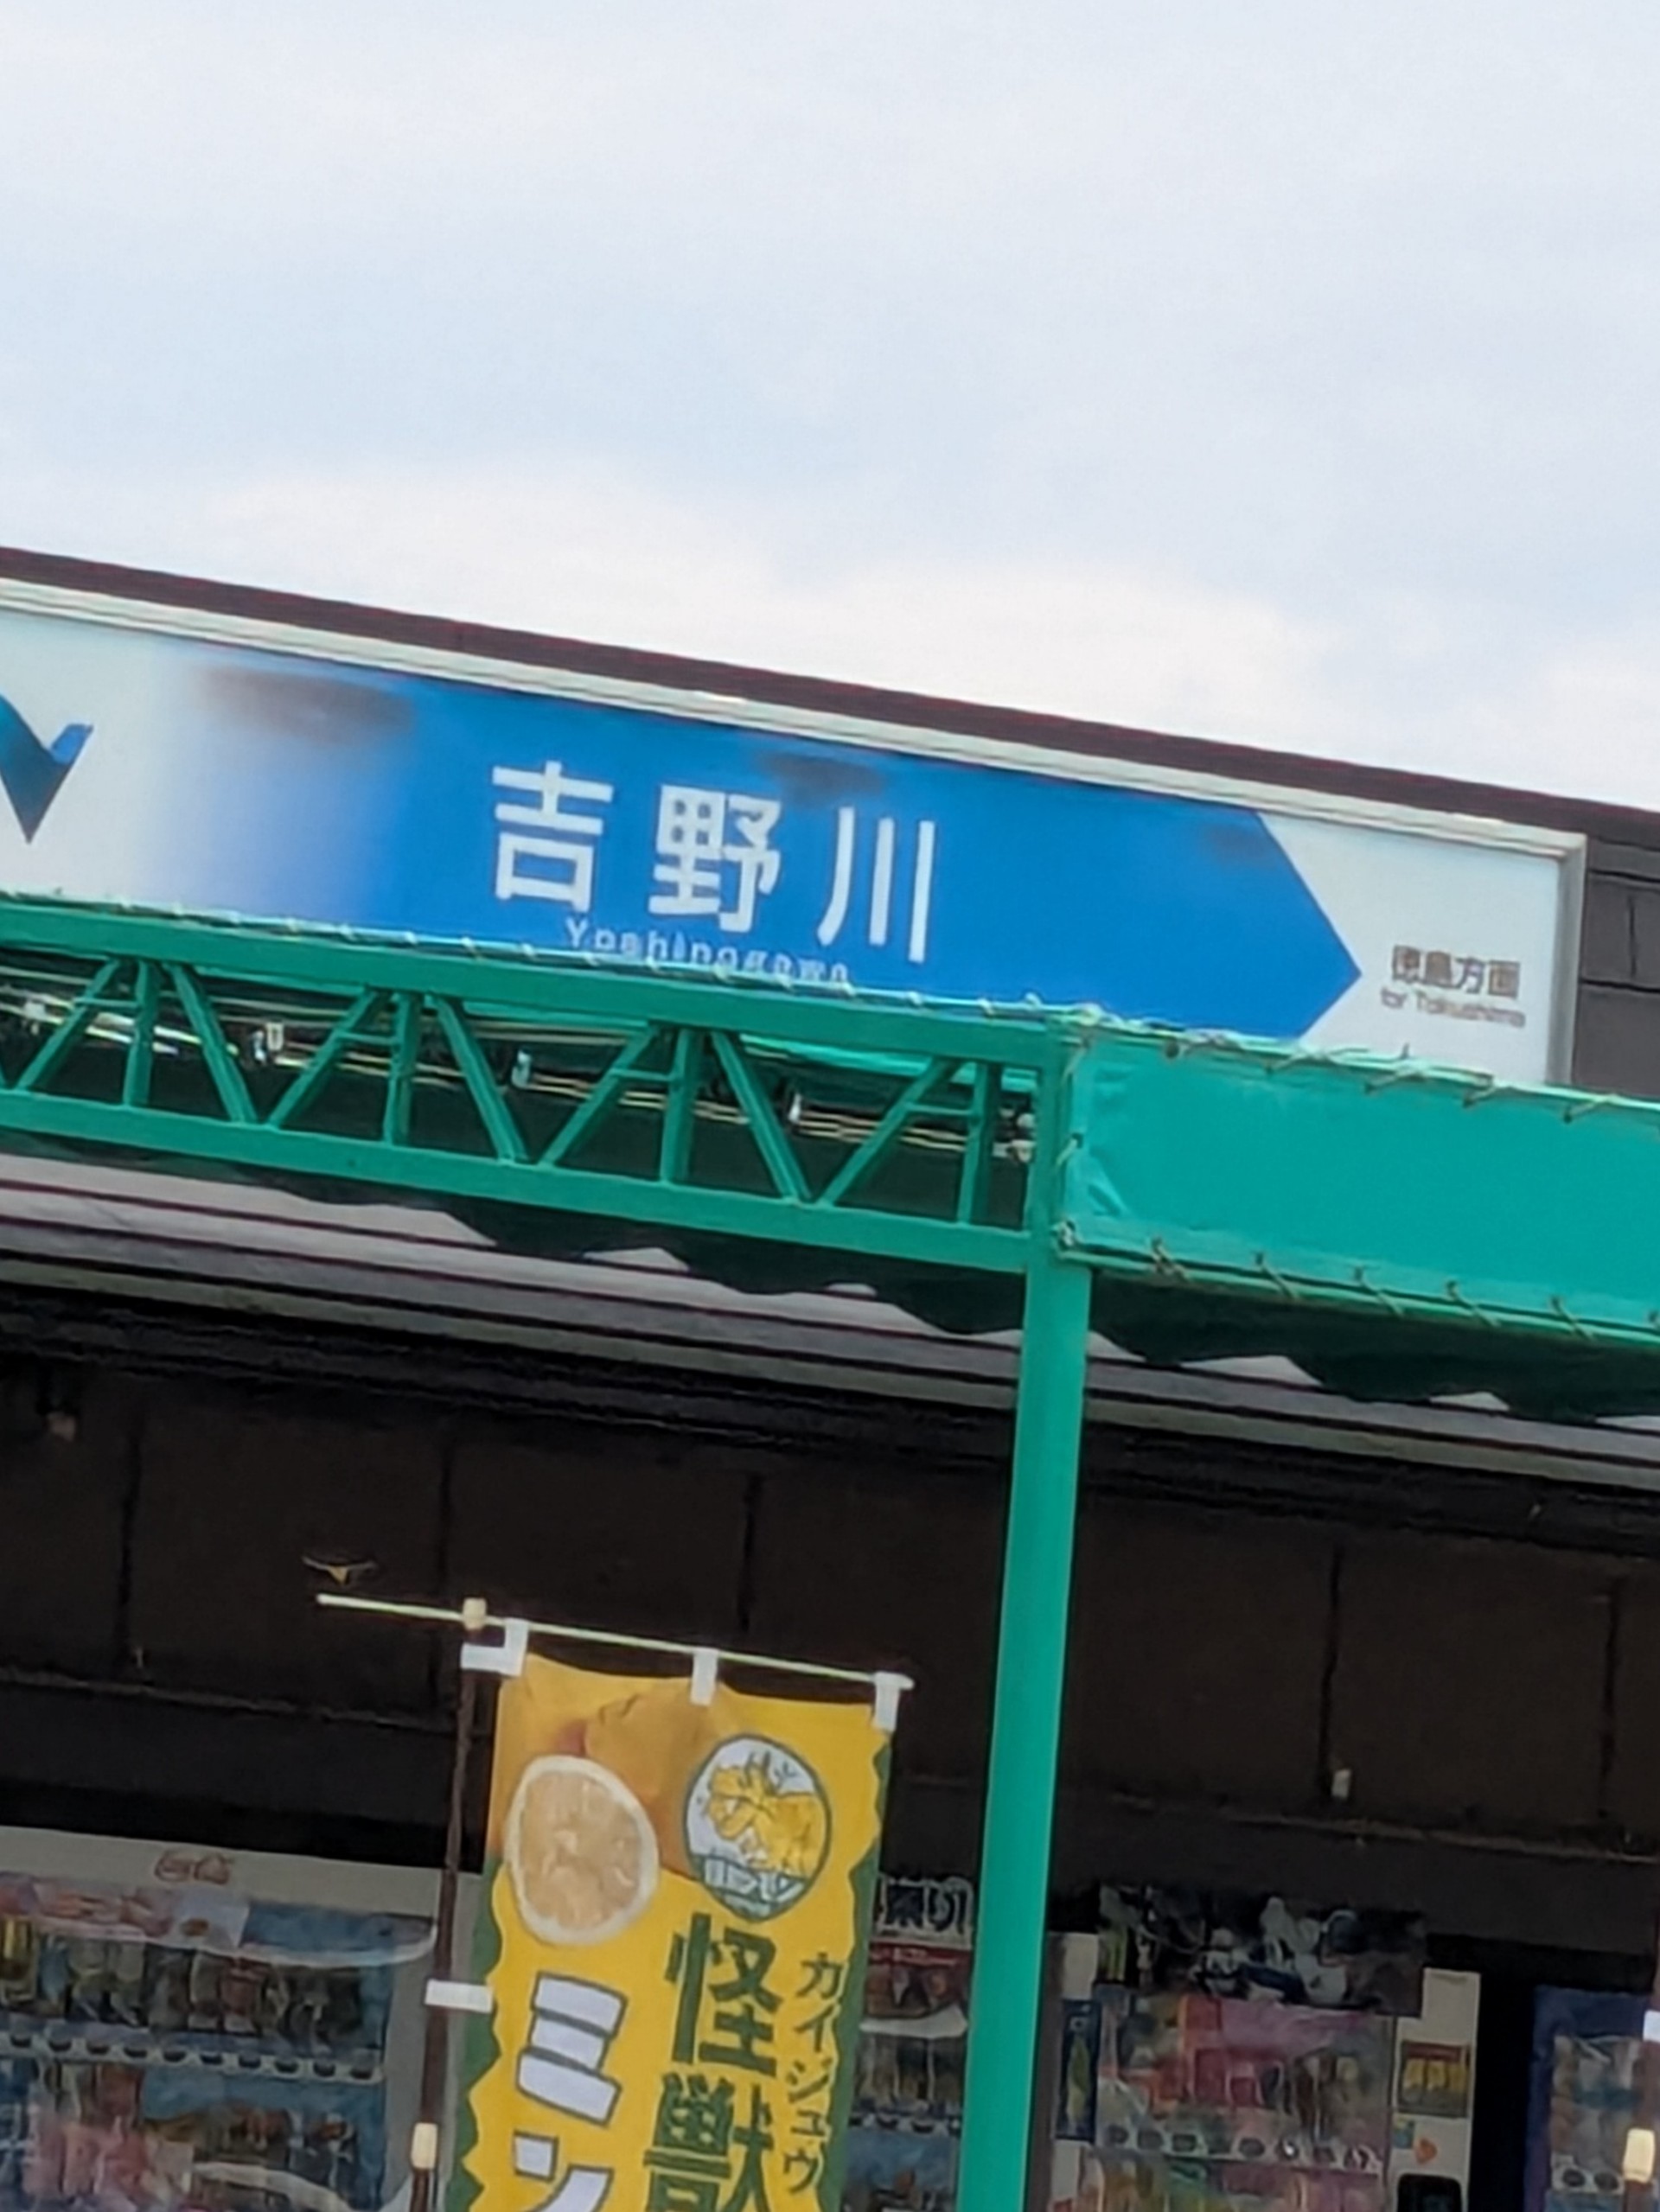 吉野川
Yoshinogawa
徳島方面
for Tokushima
カイジュウ
怪獣
ミン